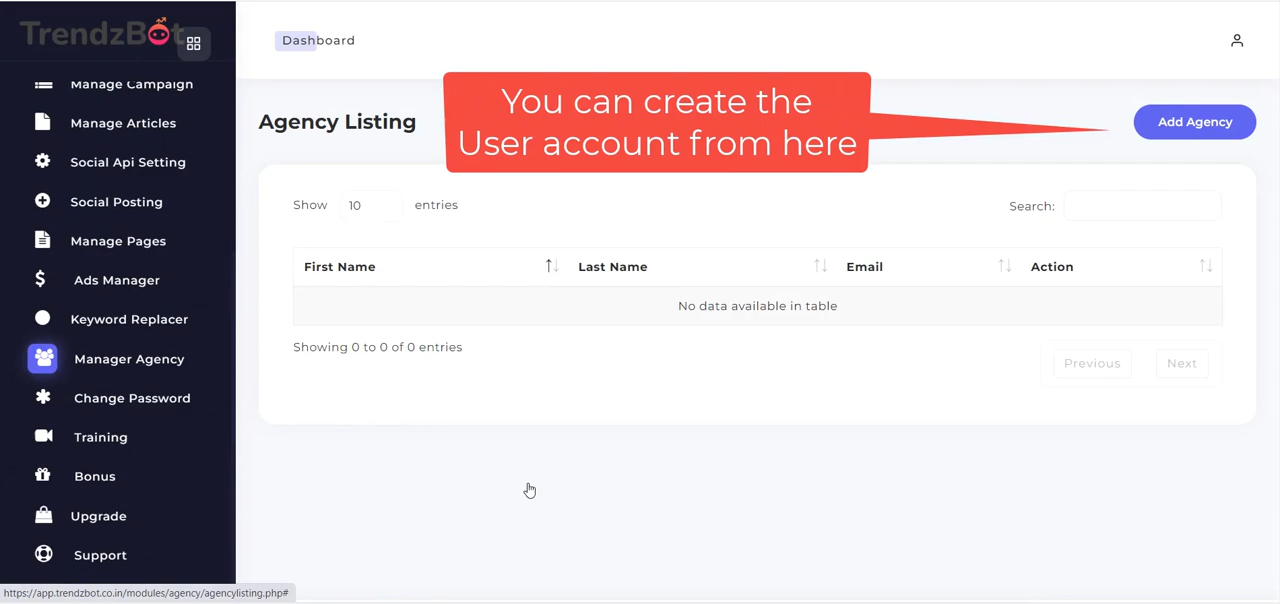 TrendzBot
Dashboard
Manage Campaign
Manage Articles
Social Api Setting
Social Posting
Manage Pages
Ads Manager
Keyword Replacer
Manager Agency
Change Password
Training
Bonus
Upgrade
Support
Agency Listing
You can create the
User account from here
Add Agency
Show 10 entries
Search:
First Name Last Name Email Action
No data available in table
Showing 0 to 0 of 0 entries
Previous Next
https://app.trendzbot.co.in/modules/agency/agencylisting.php#